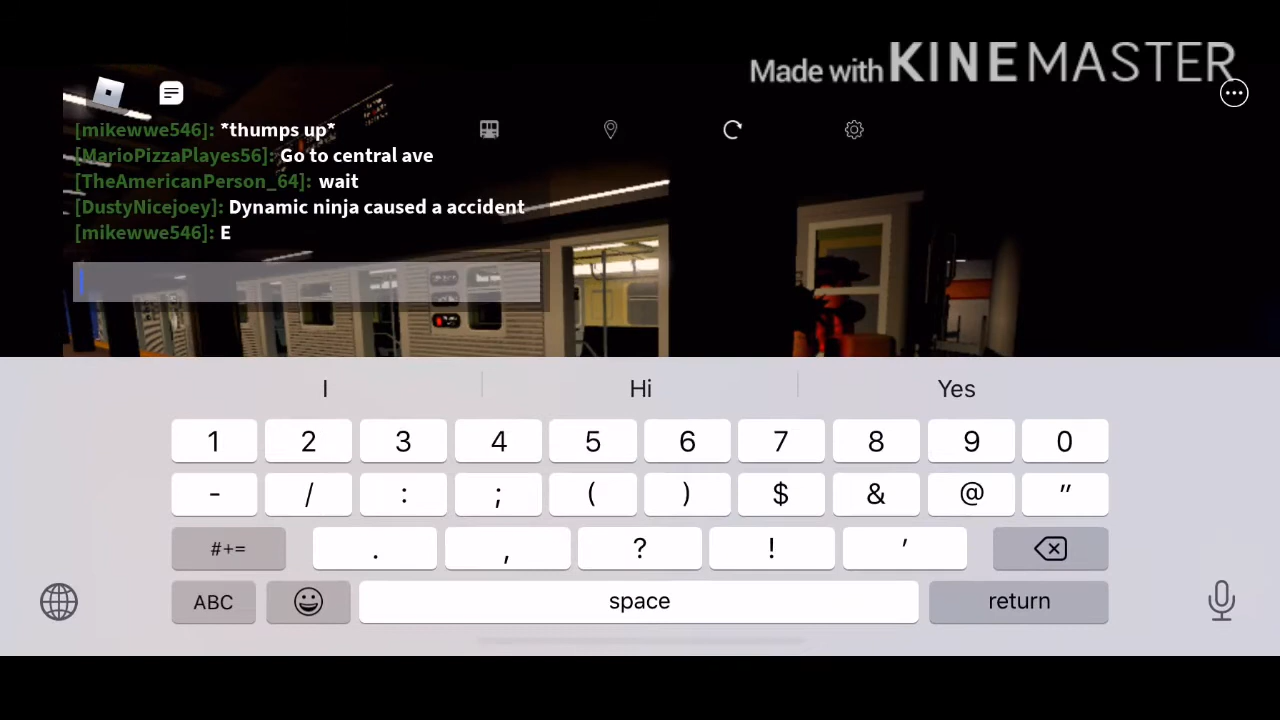 Made with KINEMASTER
[mikewwe546]: *thumps up*
[MarioPizzaPlayes56]: Go to central ave
[TheAmericanPerson_64]: wait
[DustyNicejoey]: Dynamic ninja caused a accident
[mikewwe546]: E
I Hi Yes
1 2 3 4 5 6 7 8 9 0
- / : ; ( ) $ & @ "
#+= . , ? ! '
ABC space return